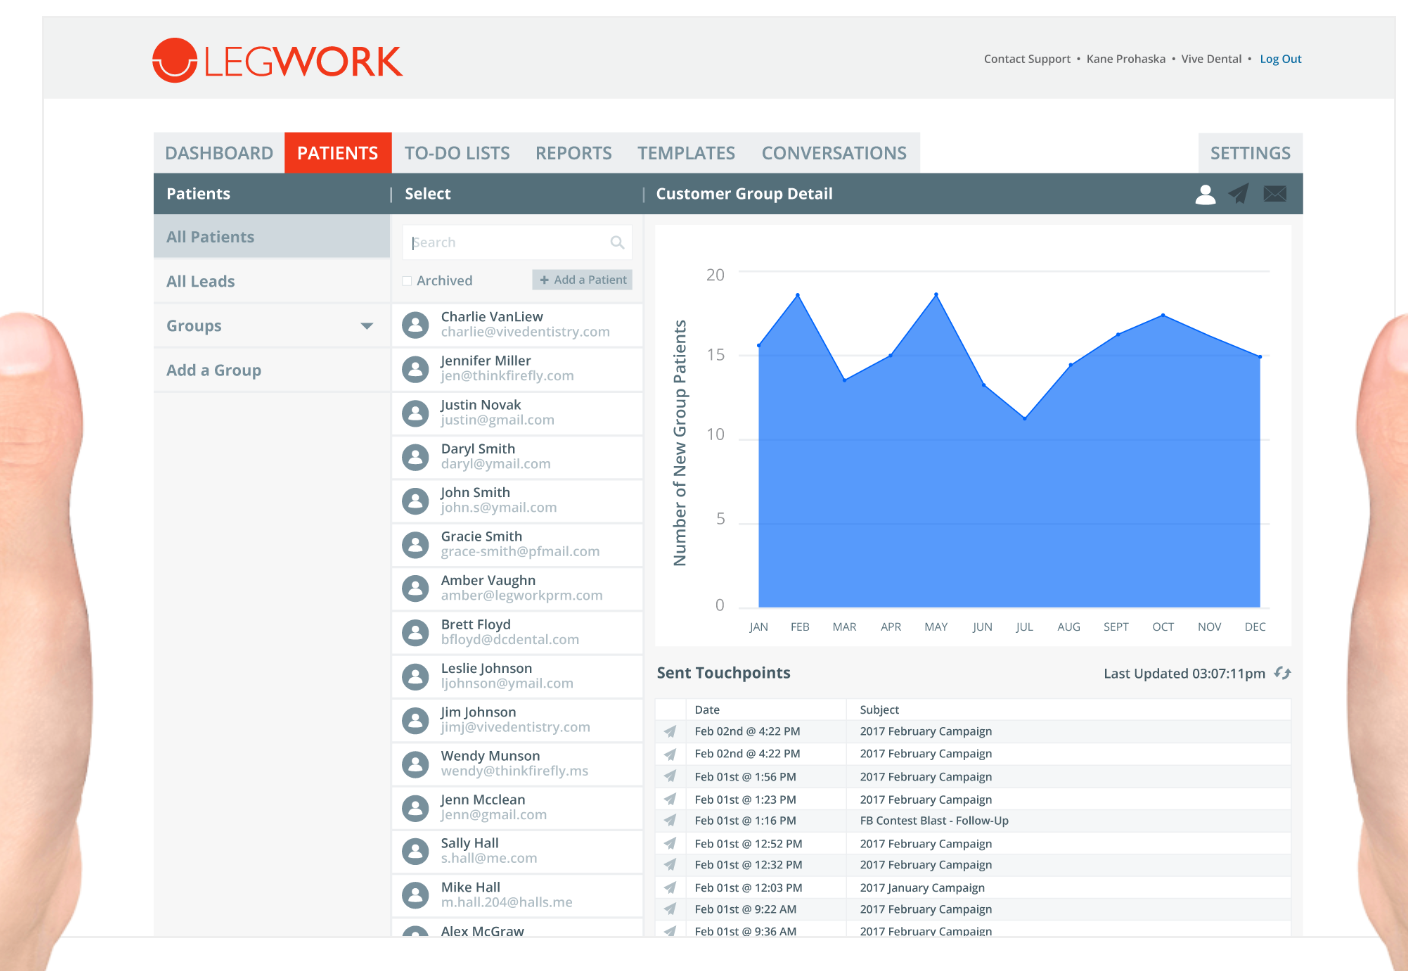 LEGWORK
Contact Support • Kane Prohaska • Vive Dental • Log Out
DASHBOARD PATIENTS TO-DO LISTS REPORTS TEMPLATES CONVERSATIONS SETTINGS
Patients | Select | Customer Group Detail
All Patients
All Leads
Groups
Add a Group
Search
Archived + Add a Patient
Charlie VanLiew
charlie@vivedentistry.com
Jennifer Miller
jen@thinkfirefly.com
Justin Novak
justin@gmail.com
Daryl Smith
daryl@ymail.com
John Smith
john.s@ymail.com
Gracie Smith
grace-smith@pfmail.com
Amber Vaughn
amber@legworkprm.com
Brett Floyd
bfloyd@dcdental.com
Leslie Johnson
ljohnson@ymail.com
Jim Johnson
jimj@vivedentistry.com
Wendy Munson
wendy@thinkfirefly.ms
Jenn Mcclean
Jenn@gmail.com
Sally Hall
s.hall@me.com
Mike Hall
m.hall.204@halls.me
Alex McGraw
Number of New Group Patients
20
15
10
5
0
JAN FEB MAR APR MAY JUN JUL AUG SEPT OCT NOV DEC
Sent Touchpoints Last Updated 03:07:11pm
Date Subject
Feb 02nd @ 4:22 PM 2017 February Campaign
Feb 02nd @ 4:22 PM 2017 February Campaign
Feb 01st @ 1:56 PM 2017 February Campaign
Feb 01st @ 1:23 PM 2017 February Campaign
Feb 01st @ 1:16 PM FB Contest Blast - Follow-Up
Feb 01st @ 12:52 PM 2017 February Campaign
Feb 01st @ 12:32 PM 2017 February Campaign
Feb 01st @ 12:03 PM 2017 January Campaign
Feb 01st @ 9:22 AM 2017 February Campaign
Feb 01st @ 9:36 AM 2017 February Campaign